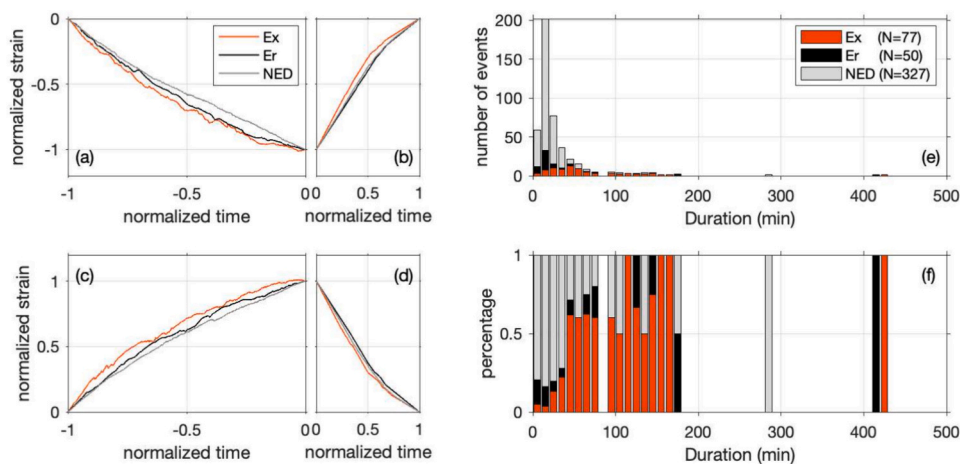 normalized strain
0
-0.5
-1
Ex
Er
NED
(a)
(b)
-1
-0.5
0 0
0.5
1
normalized time
normalized time
number of events
200
150
100
50
0
Ex (N=77)
Er (N=50)
NED (N=327)
(e)
0
100
200
300
400
500
Duration (min)
normalized strain
1
0.5
0
(c)
(d)
-1
-0.5
0 0
0.5
1
normalized time
normalized time
percentage
1
0.5
0
(f)
0
100
200
300
400
500
Duration (min)